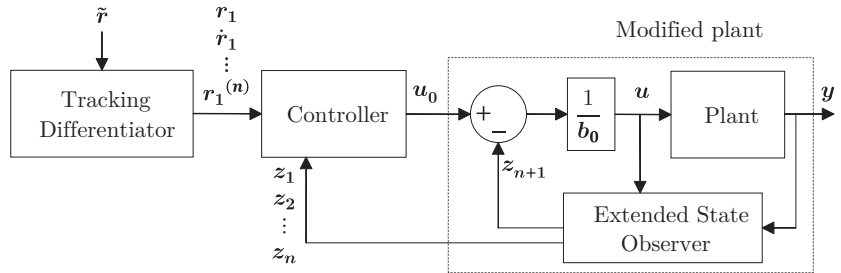 r̃
r₁
ṙ₁
⋮
r₁⁽ⁿ⁾
Tracking
Differentiator
Controller
u₀
Modified plant
+
−
1
b₀
u
Plant
y
zₙ₊₁
z₁
z₂
⋮
zₙ
Extended State
Observer